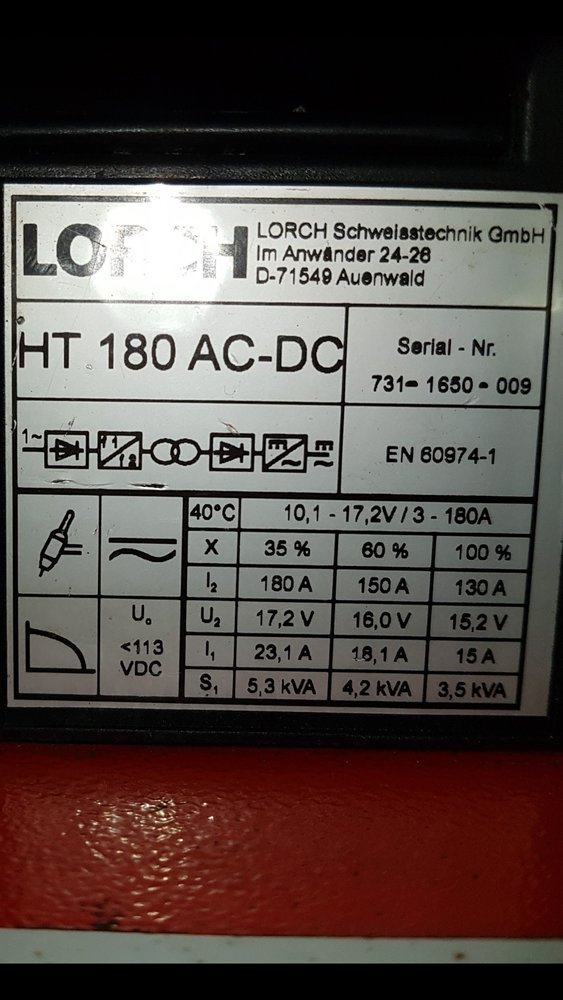 LORCH
LORCH Schweisstechnik GmbH
Im Anwänder 24-26
D-71549 Auenwald
HT 180 AC-DC
Serial - Nr.
731- 1650 - 009
1~
f1
f2
EN 60974-1
40°C 10,1 - 17,2V / 3 - 180A
X 35 % 60 % 100 %
I2 180 A 150 A 130 A
U0
<113
VDC
U2 17,2 V 16,0 V 15,2 V
I1 23,1 A 18,1 A 15 A
S1 5,3 kVA 4,2 kVA 3,5 kVA